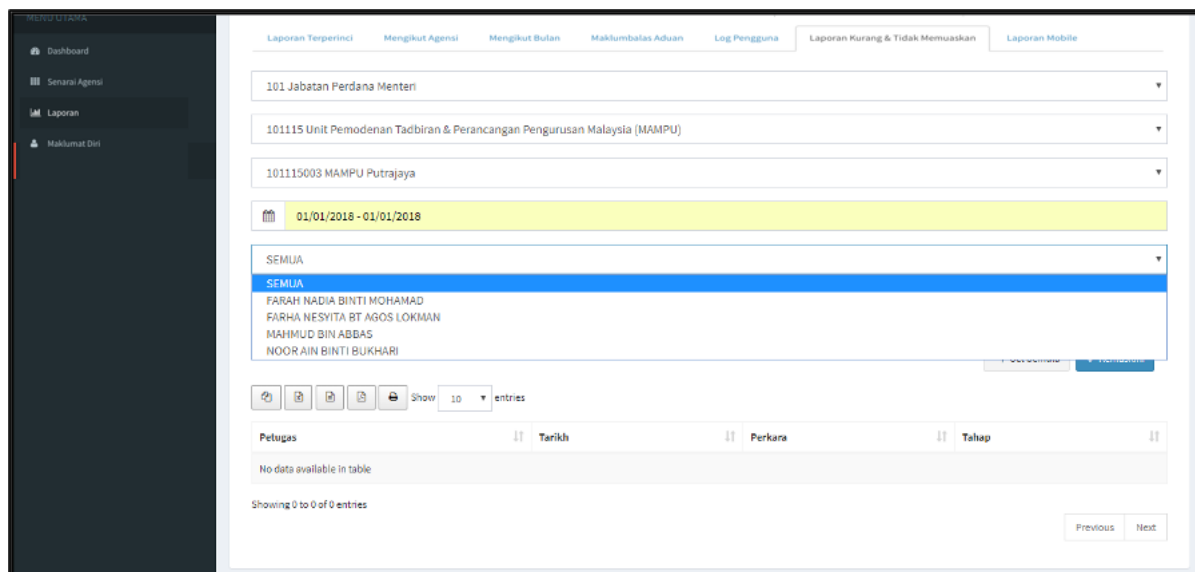 MENU UTAMA
Dashboard
Senarai Agensi
Laporan
Maklumat Diri
Laporan Terperinci Mengikut Agensi Mengikut Bulan Maklumbalas Aduan Log Pengguna Laporan Kurang & Tidak Memuaskan Laporan Mobile
101 Jabatan Perdana Menteri
101115 Unit Pemodenan Tadbiran & Perancangan Pengurusan Malaysia (MAMPU)
101115003 MAMPU Putrajaya
01/01/2018 - 01/01/2018
SEMUA
SEMUA
FARAH NADIA BINTI MOHAMAD
FARHA NESYITA BT AGOS LOKMAN
MAHMUD BIN ABBAS
NOOR AIN BINTI BUKHARI
Show 10 entries
Petugas Tarikh Perkara Tahap
No data available in table
Showing 0 to 0 of 0 entries
Previous Next